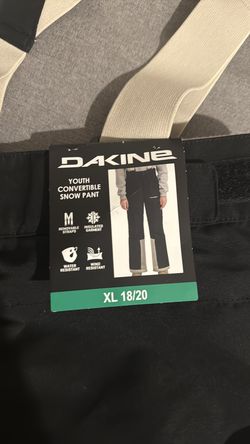 DAKINE
YOUTH
CONVERTIBLE
SNOW PANT
REMOVABLE
STRAPS
INSULATED
GARMENT
WATER
RESISTANT
WIND
RESISTANT
XL 18/20